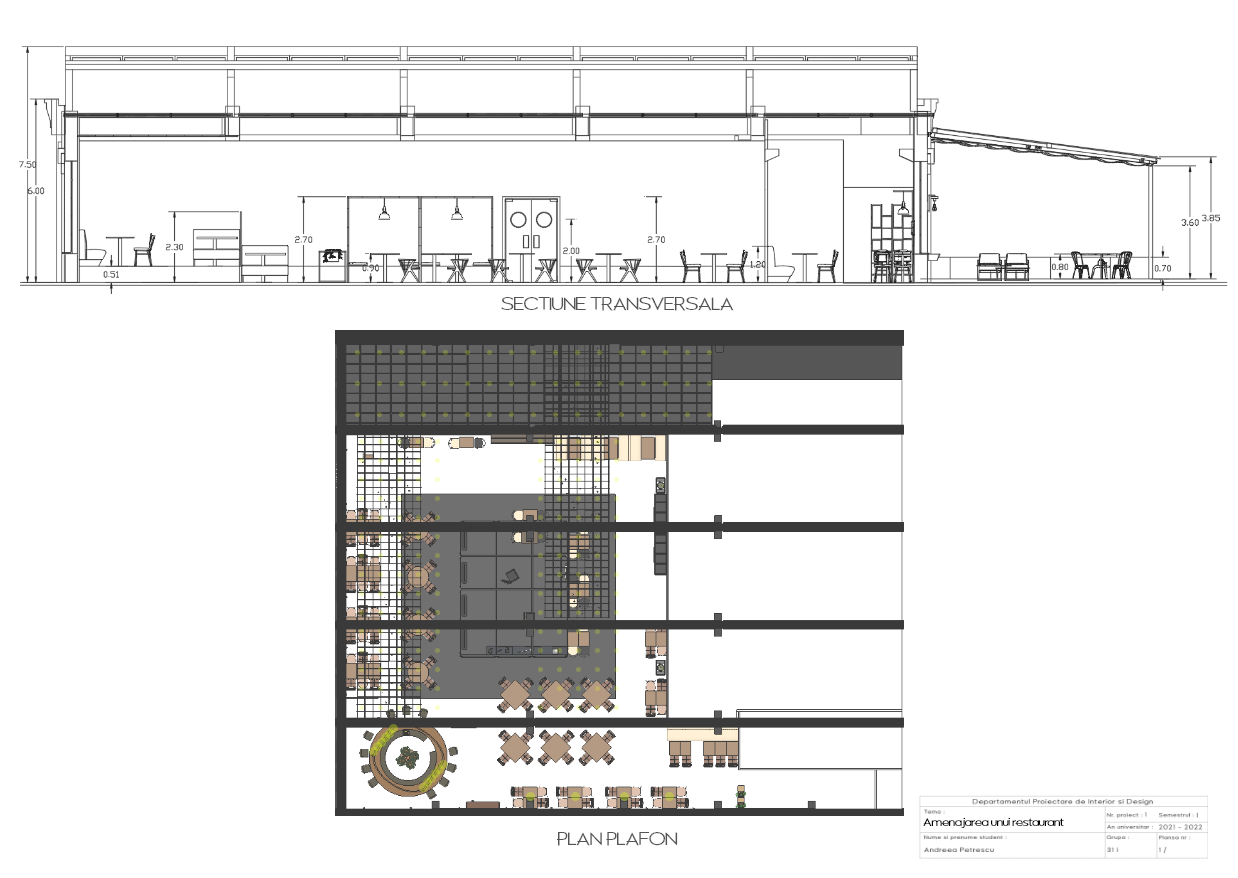 7.50
6.00
0.51
2.30
2.70
0.90
2.00
2.70
1.20
0.80
3.60
3.85
0.70
SECTIUNE TRANSVERSALA
PLAN PLAFON
Departamentul Proiectare de Interior si Design
Tema :
Amenajarea unui restaurant
Nr. proiect : 1 Semestrul : I
An universitar : 2021 - 2022
Nume si prenume student :
Grupa : Plansa nr :
Andreea Petrescu
31 i 1 /